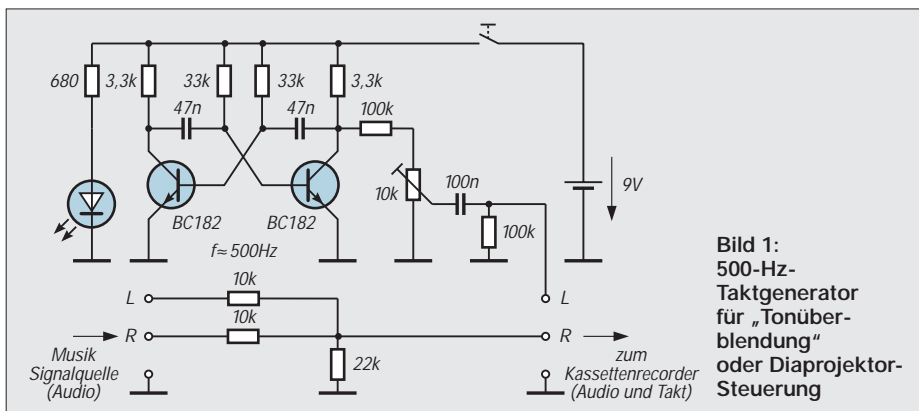 680
3,3k
33k
33k
3,3k
47n
47n
100k
10k
100n
100k
9V
BC182
BC182
f≈500Hz
10k
L
10k
R
22k
L
R
Musik
Signalquelle
(Audio)
zum
Kassettenrecorder
(Audio und Takt)
Bild 1:
500-Hz-
Taktgenerator
für „Tonüber-
blendung“
oder Diaprojektor-
Steuerung